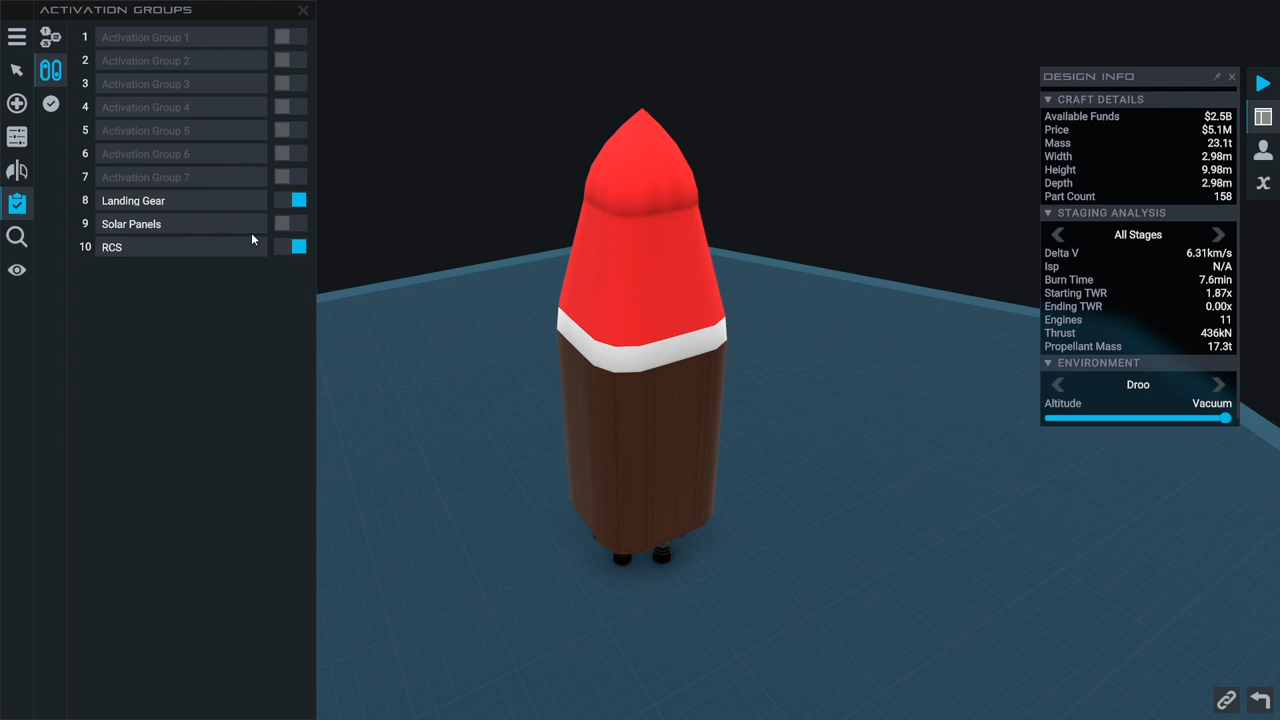 ACTIVATION GROUPS
1 Activation Group 1
2 Activation Group 2
3 Activation Group 3
4 Activation Group 4
5 Activation Group 5
6 Activation Group 6
7 Activation Group 7
8 Landing Gear
9 Solar Panels
10 RCS
DESIGN INFO
CRAFT DETAILS
Available Funds $2.5B
Price $5.1M
Mass 23.1t
Width 2.98m
Height 9.98m
Depth 2.98m
Part Count 158
STAGING ANALYSIS
All Stages
Delta V 6.31km/s
Isp N/A
Burn Time 7.6min
Starting TWR 1.87x
Ending TWR 0.00x
Engines 11
Thrust 436kN
Propellant Mass 17.3t
ENVIRONMENT
Droo
Altitude Vacuum